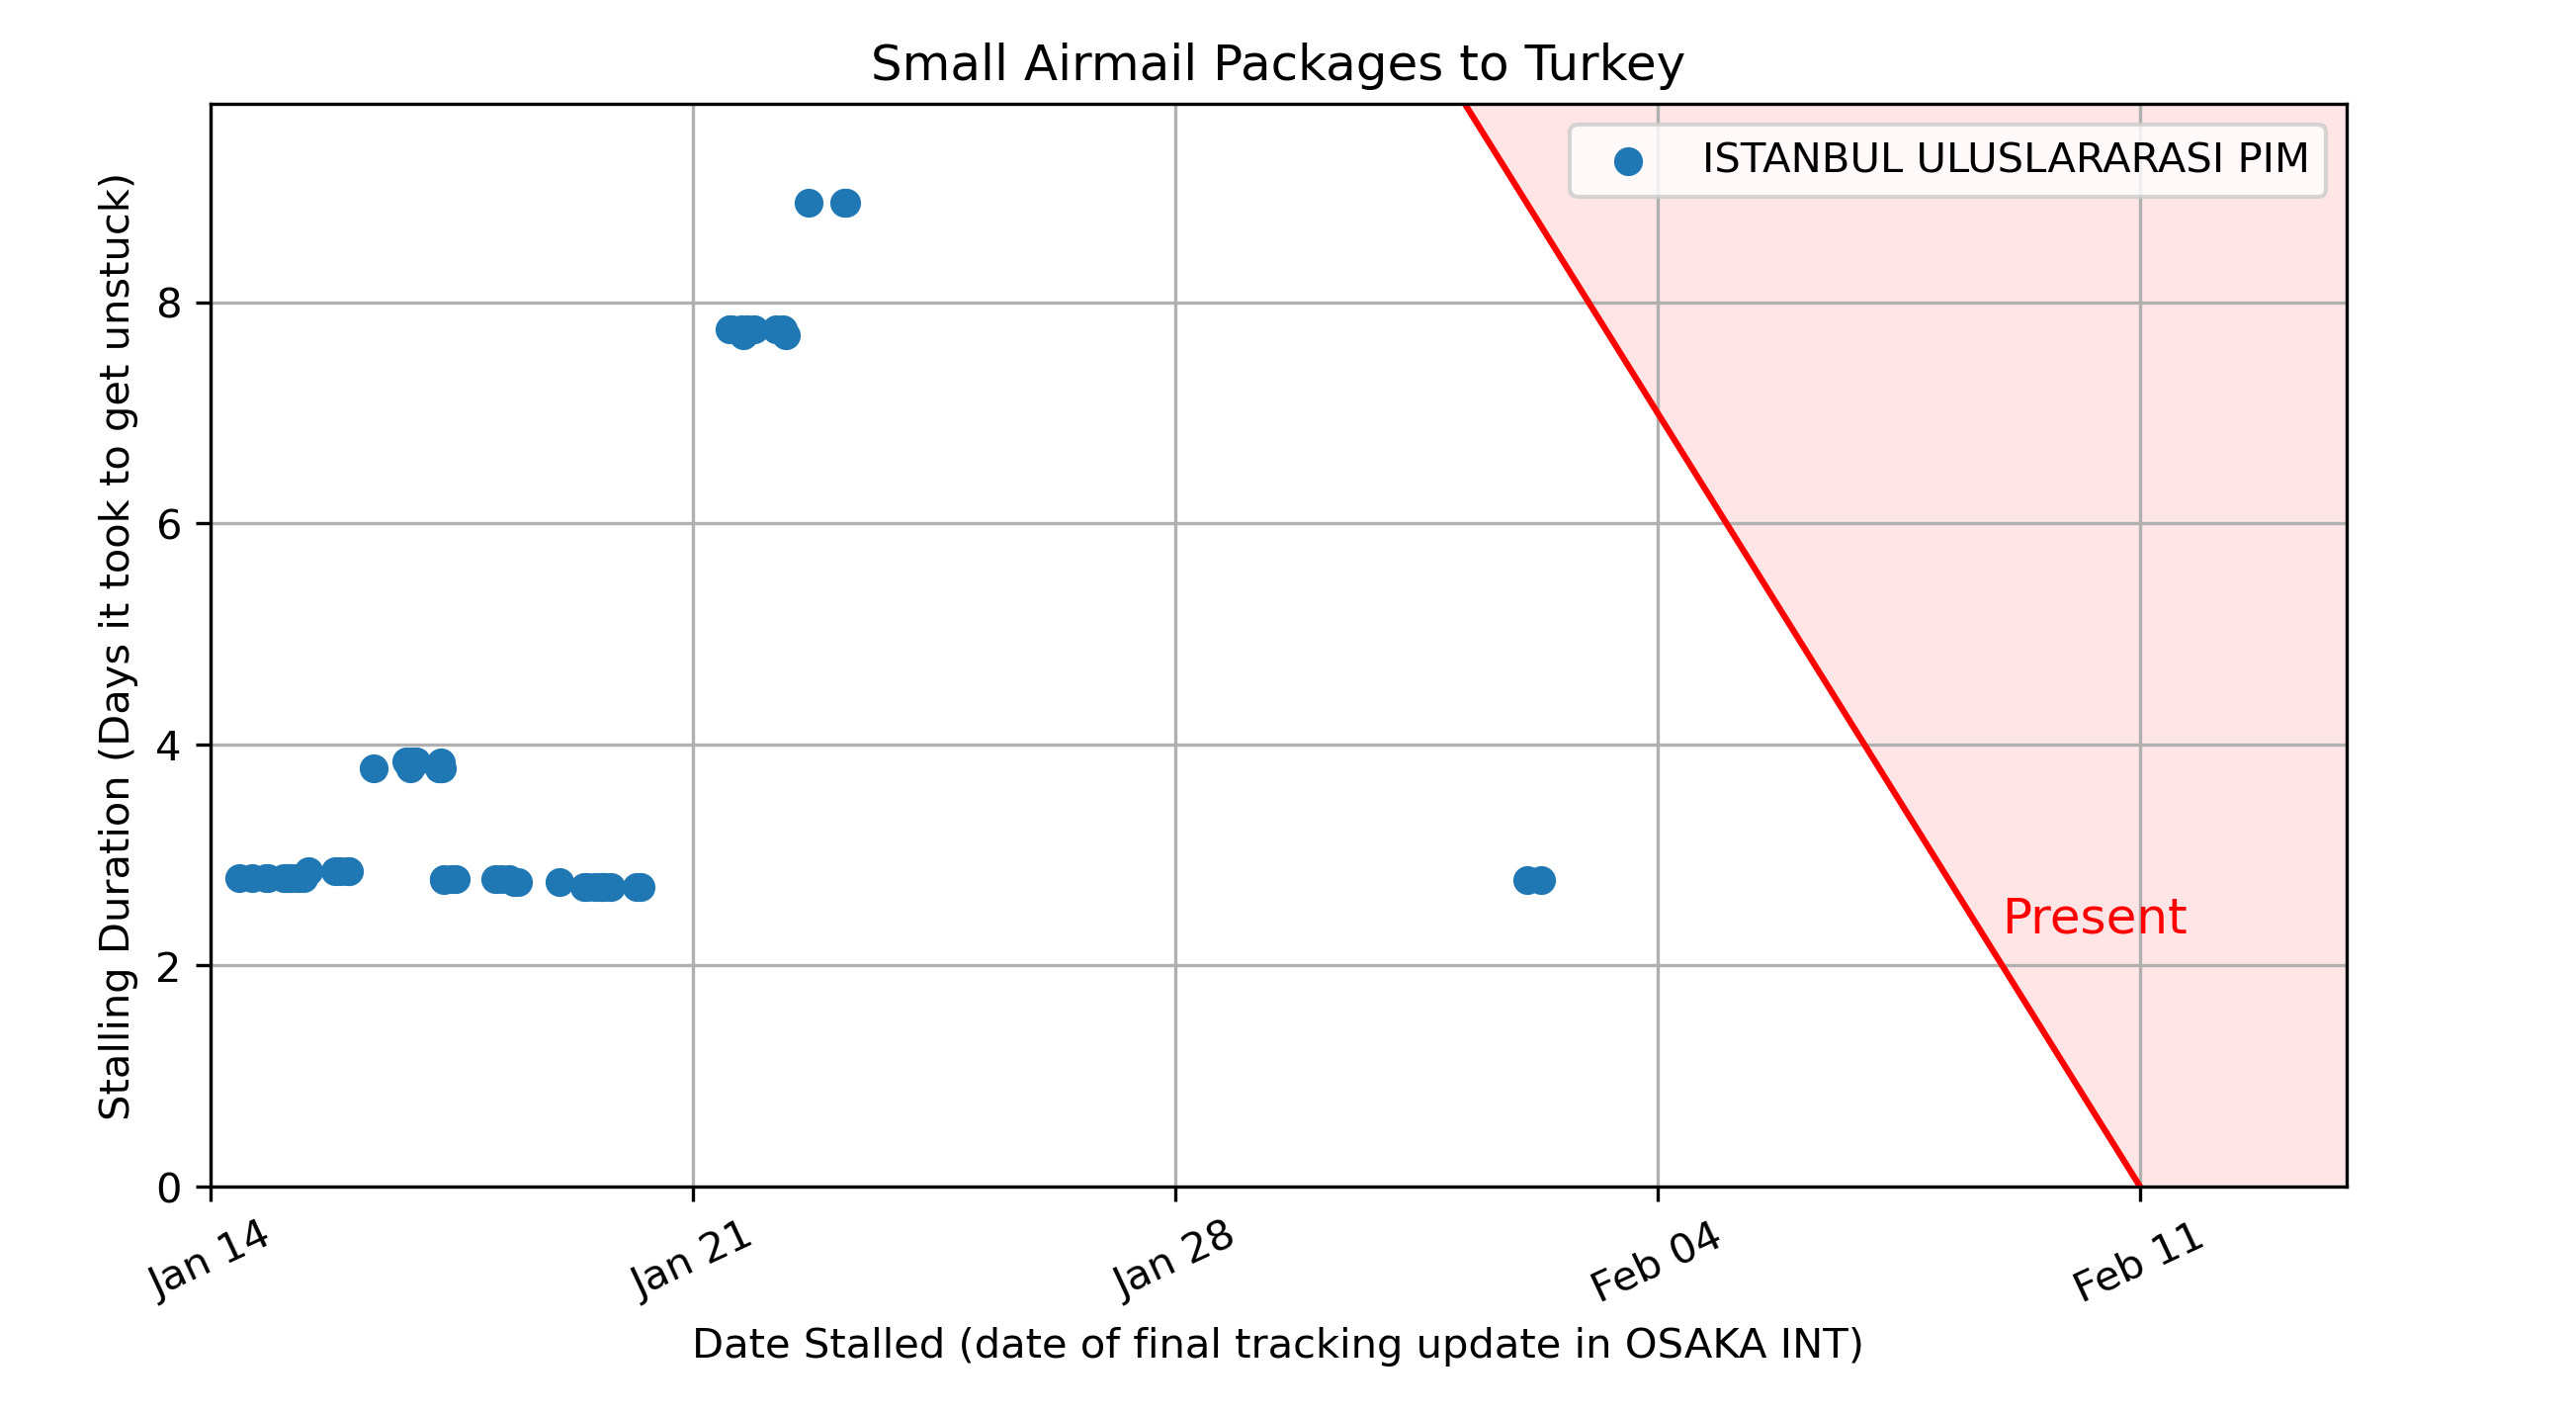 Small Airmail Packages to Turkey
ISTANBUL ULUSLARARASI PIM
Stalling Duration (Days it took to get unstuck)
8
6
4
2
0
Present
Jan 14
Jan 21
Jan 28
Feb 04
Feb 11
Date Stalled (date of final tracking update in OSAKA INT)